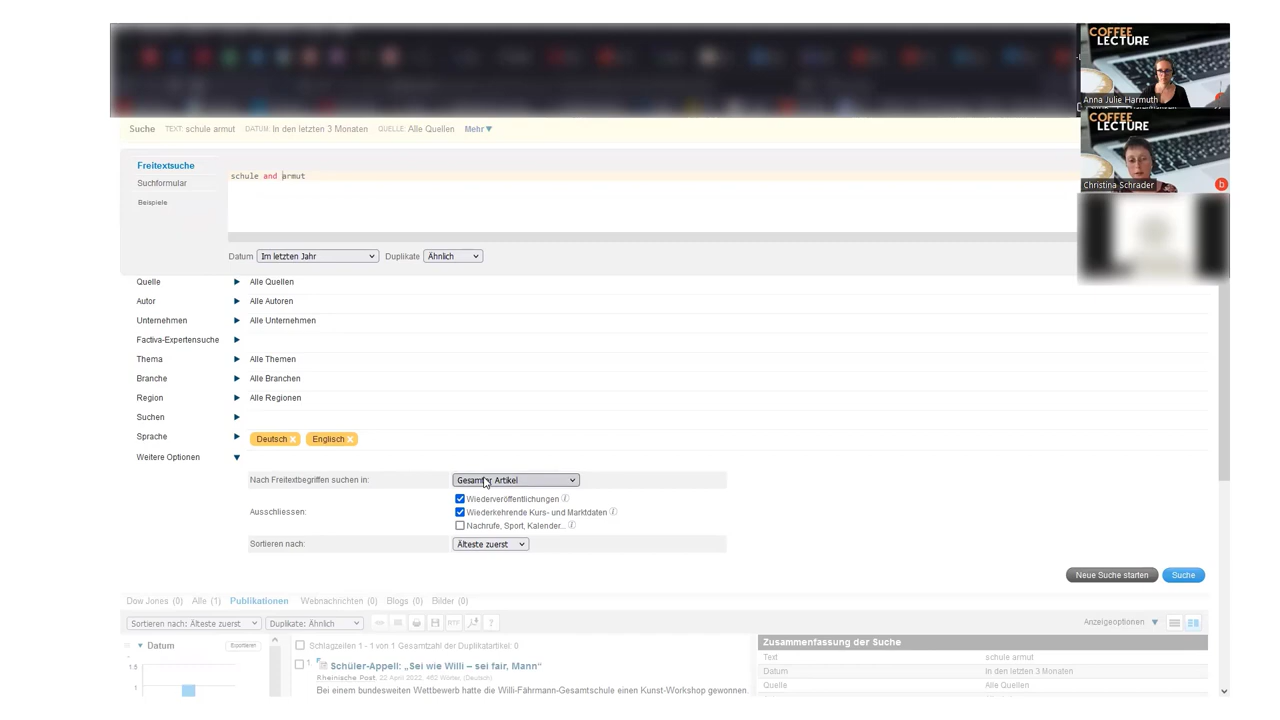 COFFEE
LECTURE
Anna Julie Harmuth
COFFEE
LECTURE
Christina Schrader
b
Suche TEXT schule armut DATUM In den letzten 3 Monaten QUELLE Alle Quellen Mehr▼
Freitextsuche
Suchformular
Beispiele
schule and armut
Datum Im letzten Jahr Duplikate Ähnlich
Quelle Alle Quellen
Autor Alle Autoren
Unternehmen Alle Unternehmen
Factiva-Expertensuche
Thema Alle Themen
Branche Alle Branchen
Region Alle Regionen
Suchen
Sprache Deutsch x Englisch x
Weitere Optionen
Nach Freitextbegriffen suchen in: Gesamter Artikel
Ausschliessen:
Wiederveröffentlichungen i
Wiederkehrende Kurs- und Marktdaten i
Nachrufe, Sport, Kalender... i
Sortieren nach: Älteste zuerst
Neue Suche starten Suche
Dow Jones (0) Alle (1) Publikationen Webnachrichten (0) Blogs (0) Bilder (0)
Sortieren nach: Älteste zuerst Duplikate: Ähnlich RTF ? Anzeigeoptionen ▼
Datum Exportieren
1.5
1
Schlagzeilen 1 - 1 von 1 Gesamtzahl der Duplikatartikel: 0
1 Schüler-Appell: „Sei wie Willi – sei fair, Mann“
Rheinische Post, 22 April 2022, 462 Wörter, (Deutsch)
Bei einem bundesweiten Wettbewerb hatte die Willi-Fährmann-Gesamtschule einen Kunst-Workshop gewonnen.
Zusammenfassung der Suche
Text schule armut
Datum In den letzten 3 Monaten
Quelle Alle Quellen